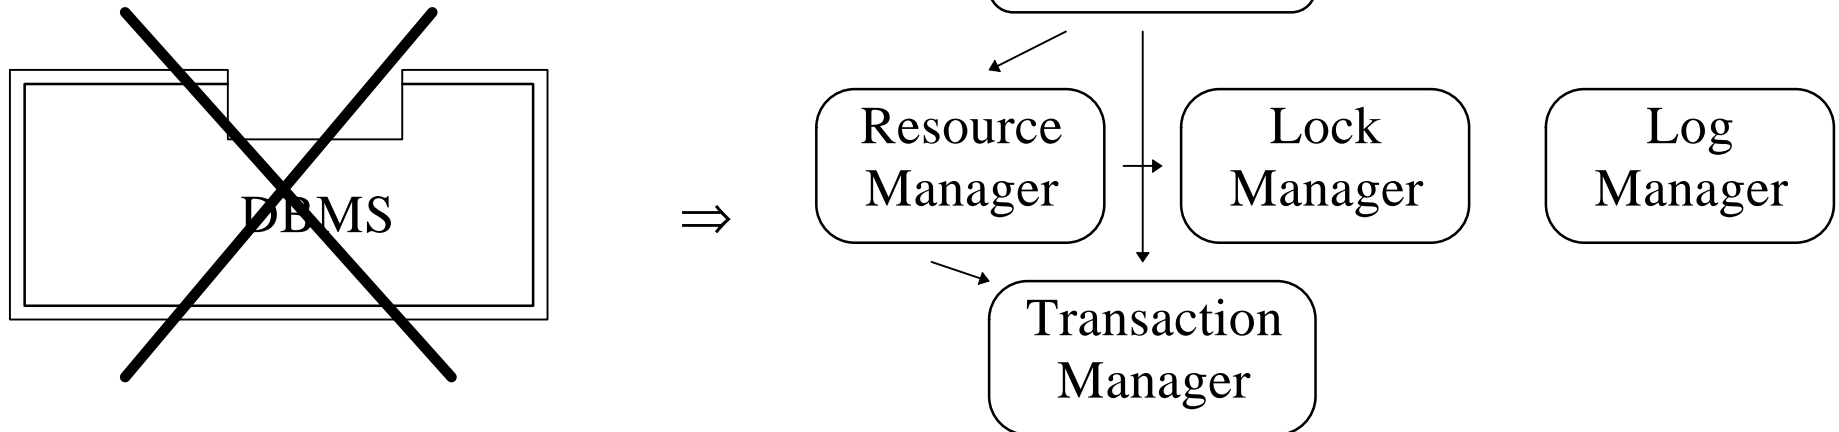 DBMS
⇒
Resource
Manager
Lock
Manager
Log
Manager
Transaction
Manager